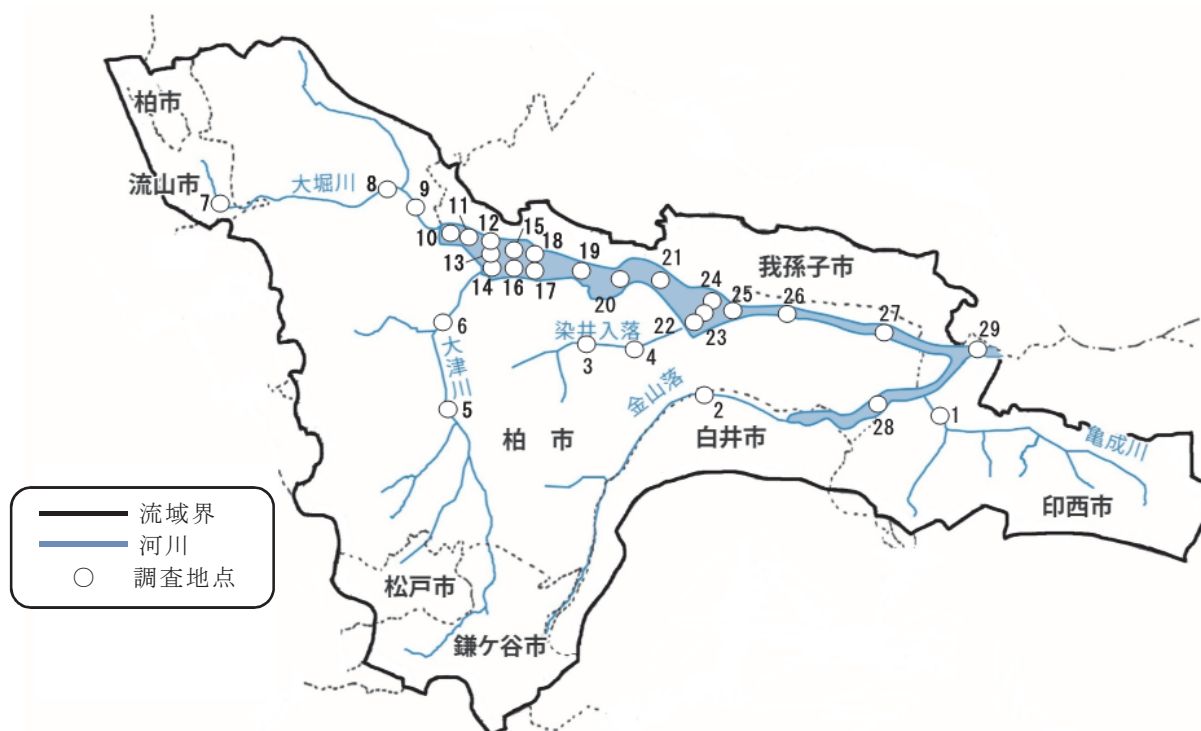 柏市
流山市
7
大堀川
8
9
10
11
12
13
14
15
16
17
18
19
20
21
22
23
24
25
26
27
28
29
我孫子市
6
大津川
5
染井入落
3
4
金山落
2
1
柏 市
白井市
亀成川
印西市
松戸市
鎌ケ谷市
流域界
河川
調査地点